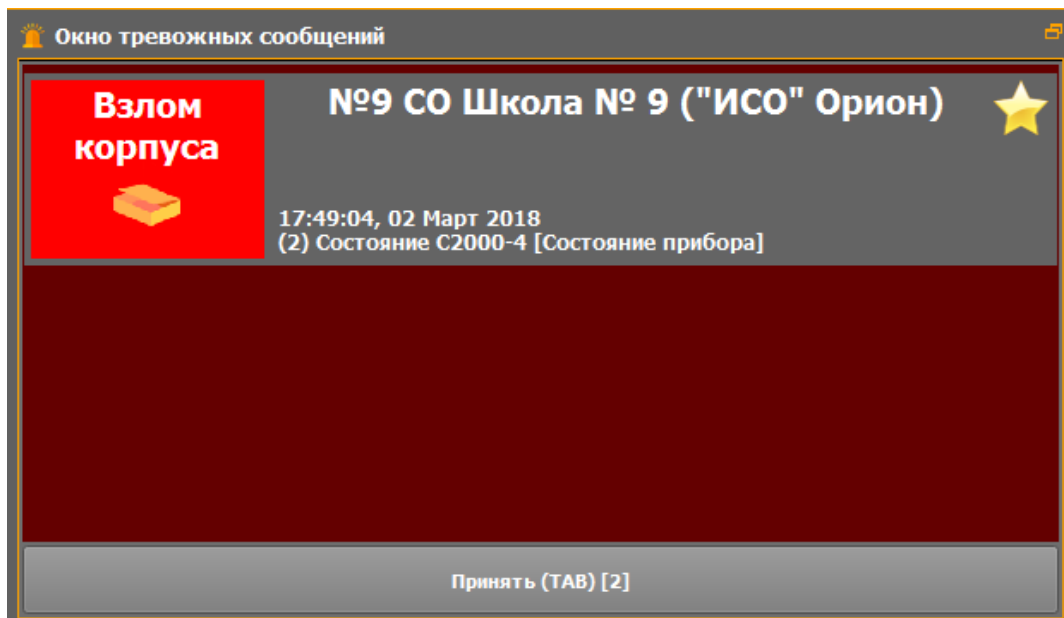 Окно тревожных сообщений
Взлом
корпуса
№9 СО Школа № 9 ("ИСО" Орион)
17:49:04, 02 Март 2018
(2) Состояние С2000-4 [Состояние прибора]
Принять (TAB) [2]